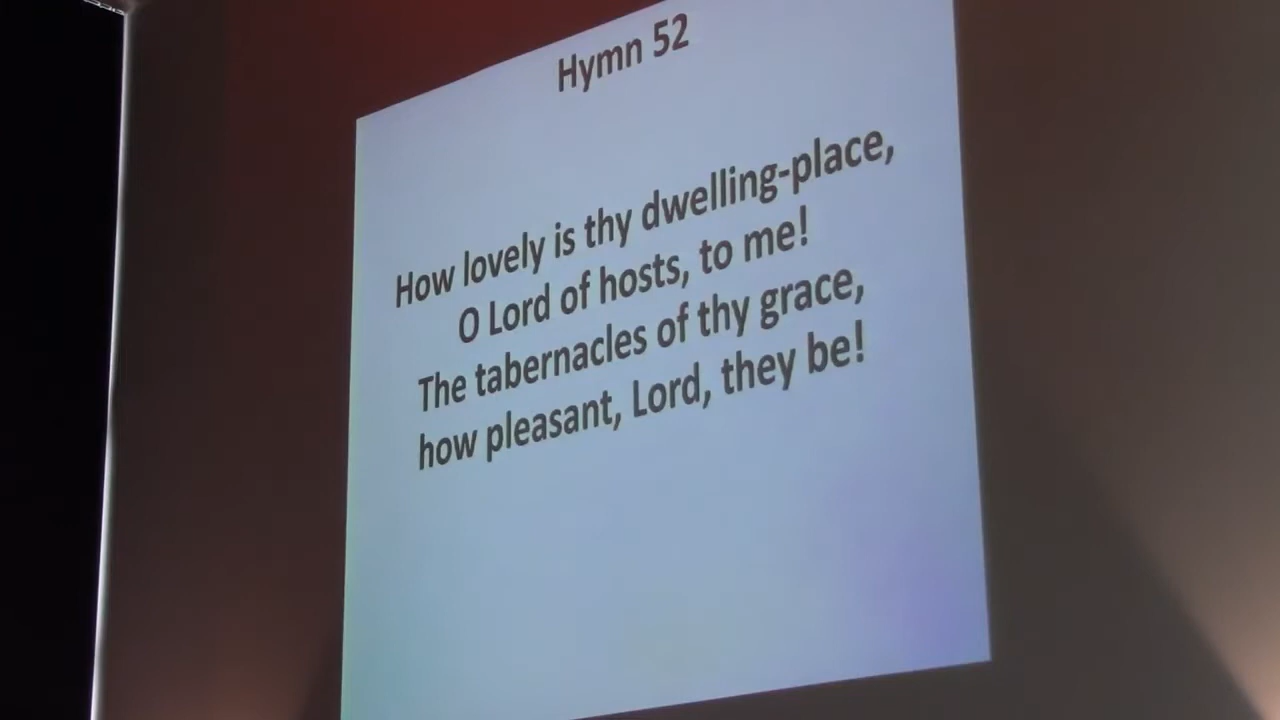 Hymn 52
How lovely is thy dwelling-place,
O Lord of hosts, to me!
The tabernacles of thy grace,
how pleasant, Lord, they be!